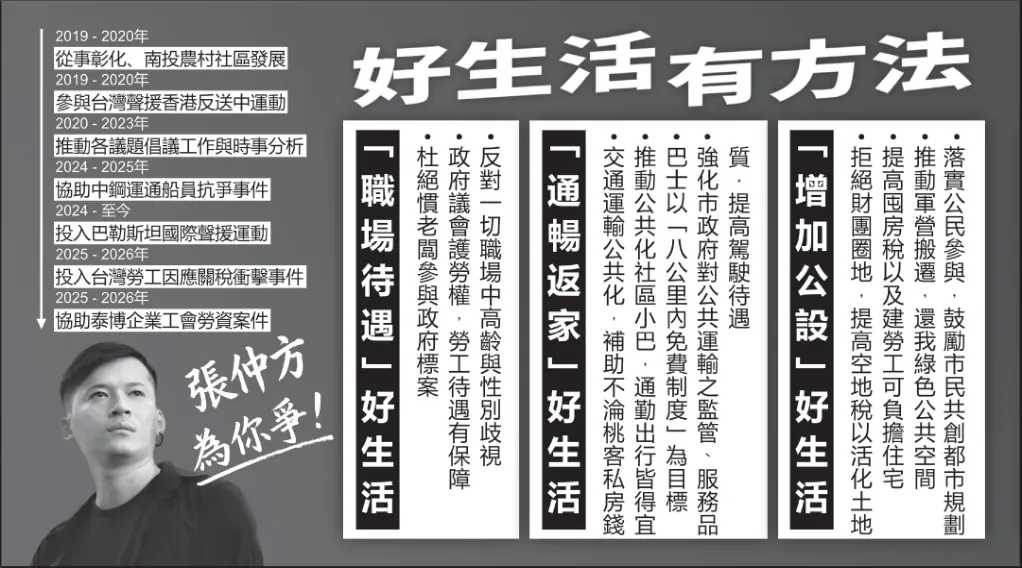 2019 - 2020年
從事彰化、南投農村社區發展
2019 - 2020年
參與台灣聲援香港反送中運動
2020 - 2023年
推動各議題倡議工作與時事分析
2024 - 2025年
協助中鋼運通船員抗爭事件
2024 - 至今
投入巴勒斯坦國際聲援運動
2025 - 2026年
投入台灣勞工因應關稅衝擊事件
2025 - 2026年
協助泰博企業工會勞資案件
張仲方
為你爭！
好生活有方法
「增加公設」好生活
• 落實公民參與，鼓勵市民共創都市規劃
• 推動軍營搬遷，還我綠色公共空間
• 提高囤房稅以及建勞工可負擔住宅
• 拒絕財團圈地，提高空地稅以活化土地
「通暢返家」好生活
• 強化市政府對公共運輸之監管、服務品
質，提高駕駛待遇
• 巴士以「八公里內免費制度」為目標
• 推動公共化社區小巴，通勤出行皆得宜
• 交通運輸公共化，補助不淪桃客私房錢
「職場待遇」好生活
• 反對一切職場中高齡與性別歧視
• 政府議會護勞權，勞工待遇有保障
• 杜絕慣老闆參與政府標案